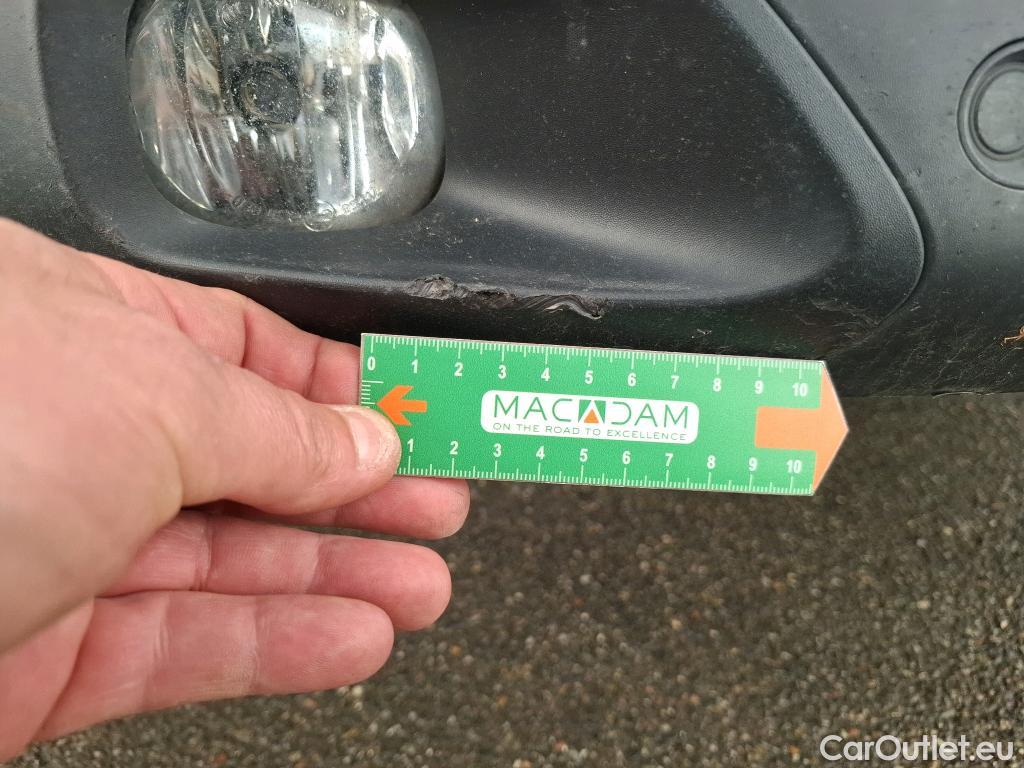 0 1 2 3 4 5 6 7 8 9 10
MACADAM
ON THE ROAD TO EXCELLENCE
1 2 3 4 5 6 7 8 9 10
CarOutlet.eu